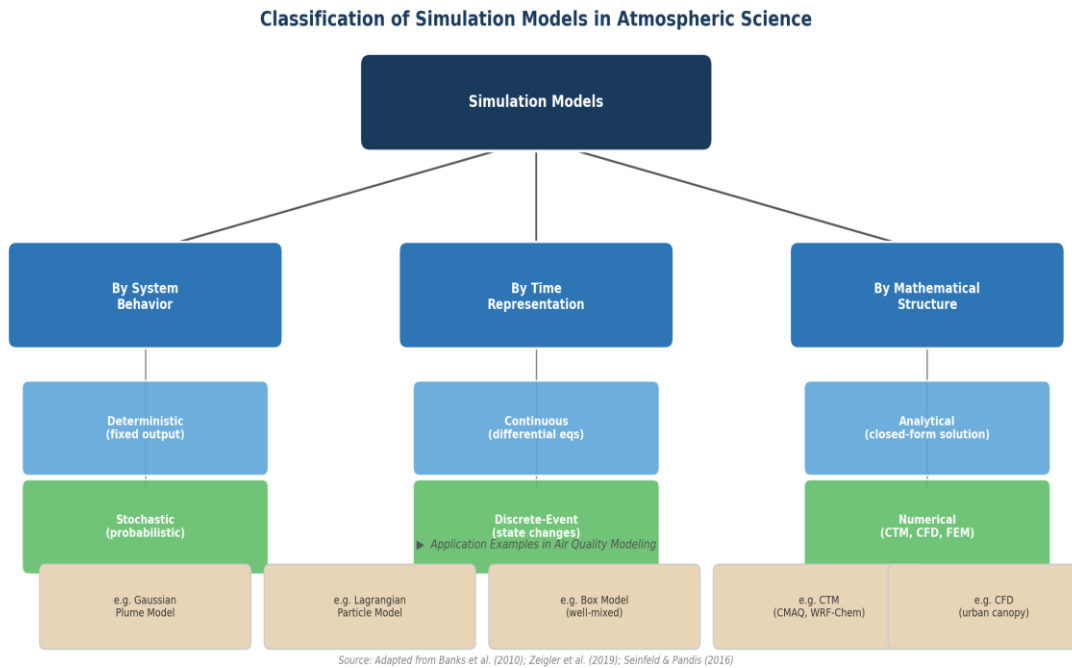 Classification of Simulation Models in Atmospheric Science
Simulation Models
By System
Behavior
By Time
Representation
By Mathematical
Structure
Deterministic
(fixed output)
Continuous
(differential eqs)
Analytical
(closed-form solution)
Stochastic
(probabilistic)
Discrete-Event
(state changes)
Numerical
(CTM, CFD, FEM)
▶ Application Examples in Air Quality Modeling
e.g. Gaussian
Plume Model
e.g. Lagrangian
Particle Model
e.g. Box Model
(well-mixed)
e.g. CTM
(CMAQ, WRF-Chem)
e.g. CFD
(urban canopy)
Source: Adapted from Banks et al. (2010); Zeigler et al. (2019); Seinfeld & Pandis (2016)